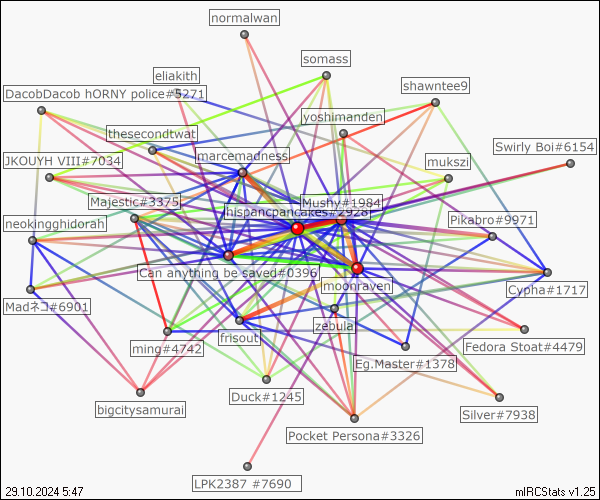 normalwan
somass
eliakith
shawntee9
DacobDacob hORNY police#5271
yoshimanden
thesecondtwat
Swirly Boi#6154
marcemadness
JKOUYH VIII#7034
mukszi
Majestic#3375
Mushy#1984
hispancpancakes#2928
neokingghidorah
Pikabro#9971
Can anything be saved#0396
moonraven
Cypha#1717
Madネコ#6901
zebula
frisout
ming#4742
Fedora Stoat#4479
Eg.Master#1378
Duck#1245
bigcitysamurai
Silver#7938
Pocket Persona#3326
LPK2387 #7690
29.10.2024 5:47
mIRCStats v1.25